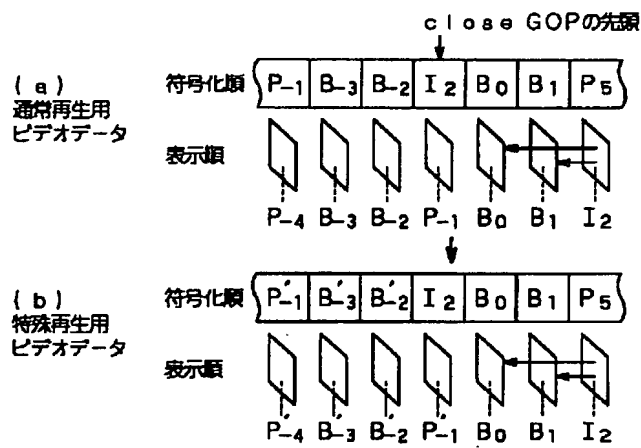 close GOPの先頭
(a)
通常再生用
ビデオデータ
符号化順 P-1 B-3 B-2 I2 B0 B1 P5
表示順
P-4 B-3 B-2 P-1 B0 B1 I2
(b)
特殊再生用
ビデオデータ
符号化順 P'-1 B'-3 B'-2 I2 B0 B1 P5
表示順
P'-4 B'-3 B'-2 P'-1 B0 B1 I2